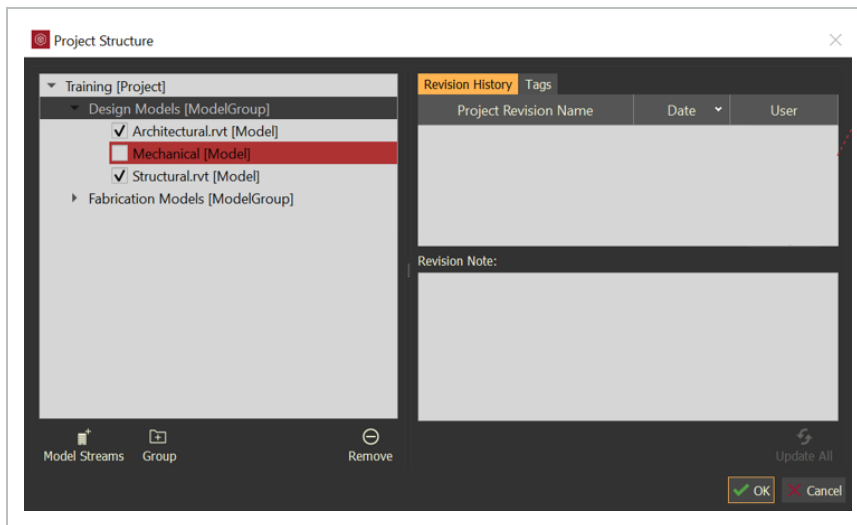 Project Structure
Training [Project]
Design Models [ModelGroup]
Architectural.rvt [Model]
Mechanical [Model]
Structural.rvt [Model]
Fabrication Models [ModelGroup]
Revision History Tags
Project Revision Name Date User
Revision Note:
Model Streams Group Remove
Update All
OK Cancel